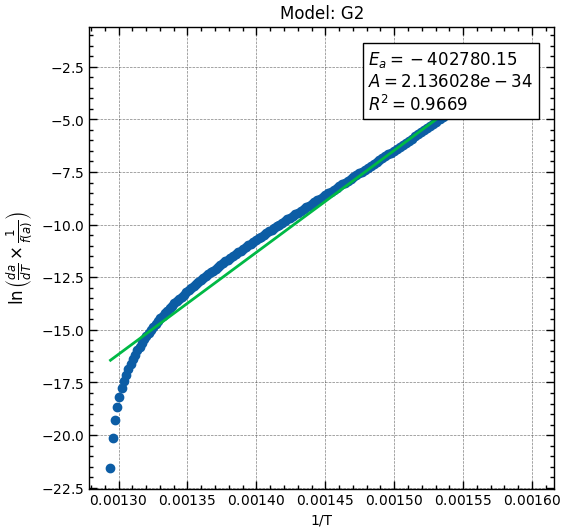 Model: G2
E_a = −402780.15
A = 2.136028e − 34
R^2 = 0.9669
ln (da/dT × 1/f(a))
−2.5
−5.0
−7.5
−10.0
−12.5
−15.0
−17.5
−20.0
−22.5
0.00130 0.00135 0.00140 0.00145 0.00150 0.00155 0.00160
1/T